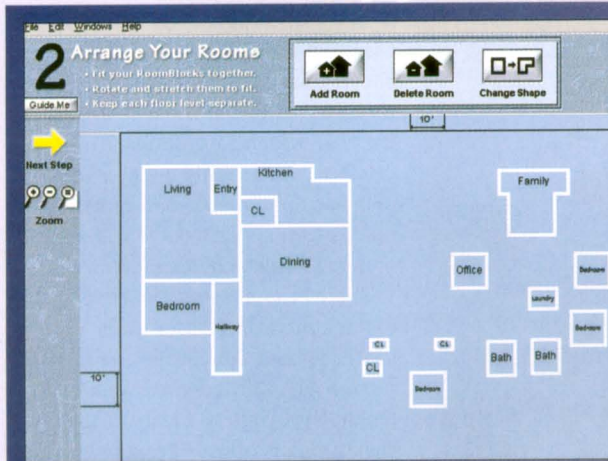 File Edit Windows Help
2 Arrange Your Rooms
• Fit your RoomBlocks together.
• Rotate and stretch them to fit.
• Keep each floor level separate.
Guide Me
Add Room Delete Room Change Shape
10'
Next Step
Zoom
Living Entry Kitchen
Family
CL
Dining
Office
Bedroom
Bedroom
Laundry
Hallway
Bedroom
CL CL
Bath Bath
CL
10'
Bedroom